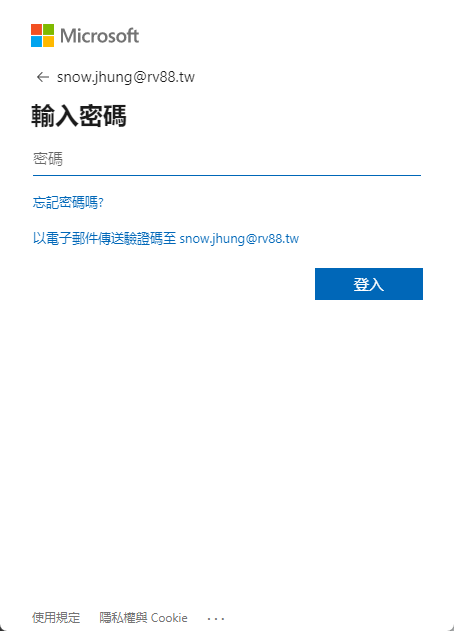 Microsoft
← snow.jhung@rv88.tw
輸入密碼
密碼
忘記密碼嗎?
以電子郵件傳送驗證碼至 snow.jhung@rv88.tw
登入
使用規定 隱私權與 Cookie ...